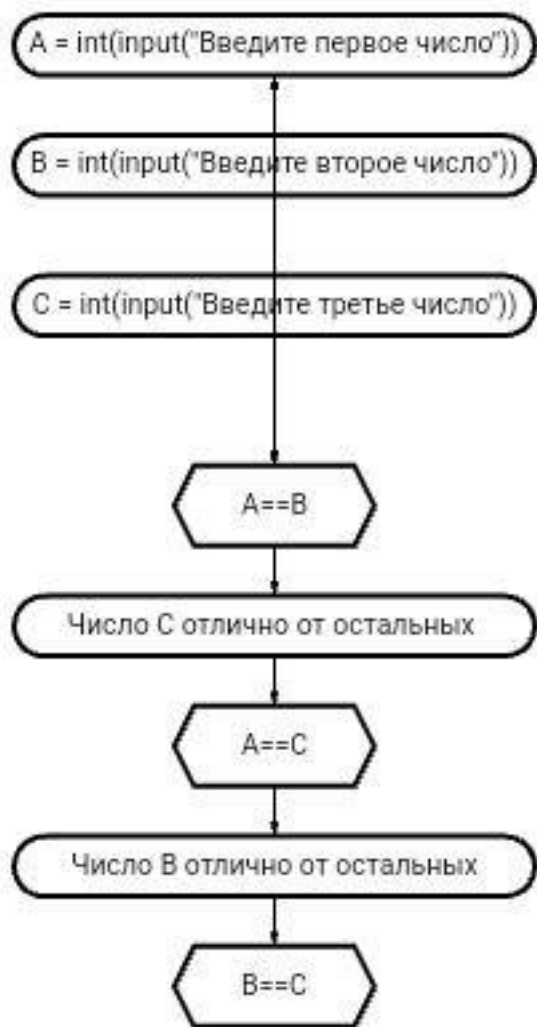 A = int(input("Введите первое число"))
B = int(input("Введите второе число"))
C = int(input("Введите третье число"))
A==B
Число C отлично от остальных
A==C
Число B отлично от остальных
B==C